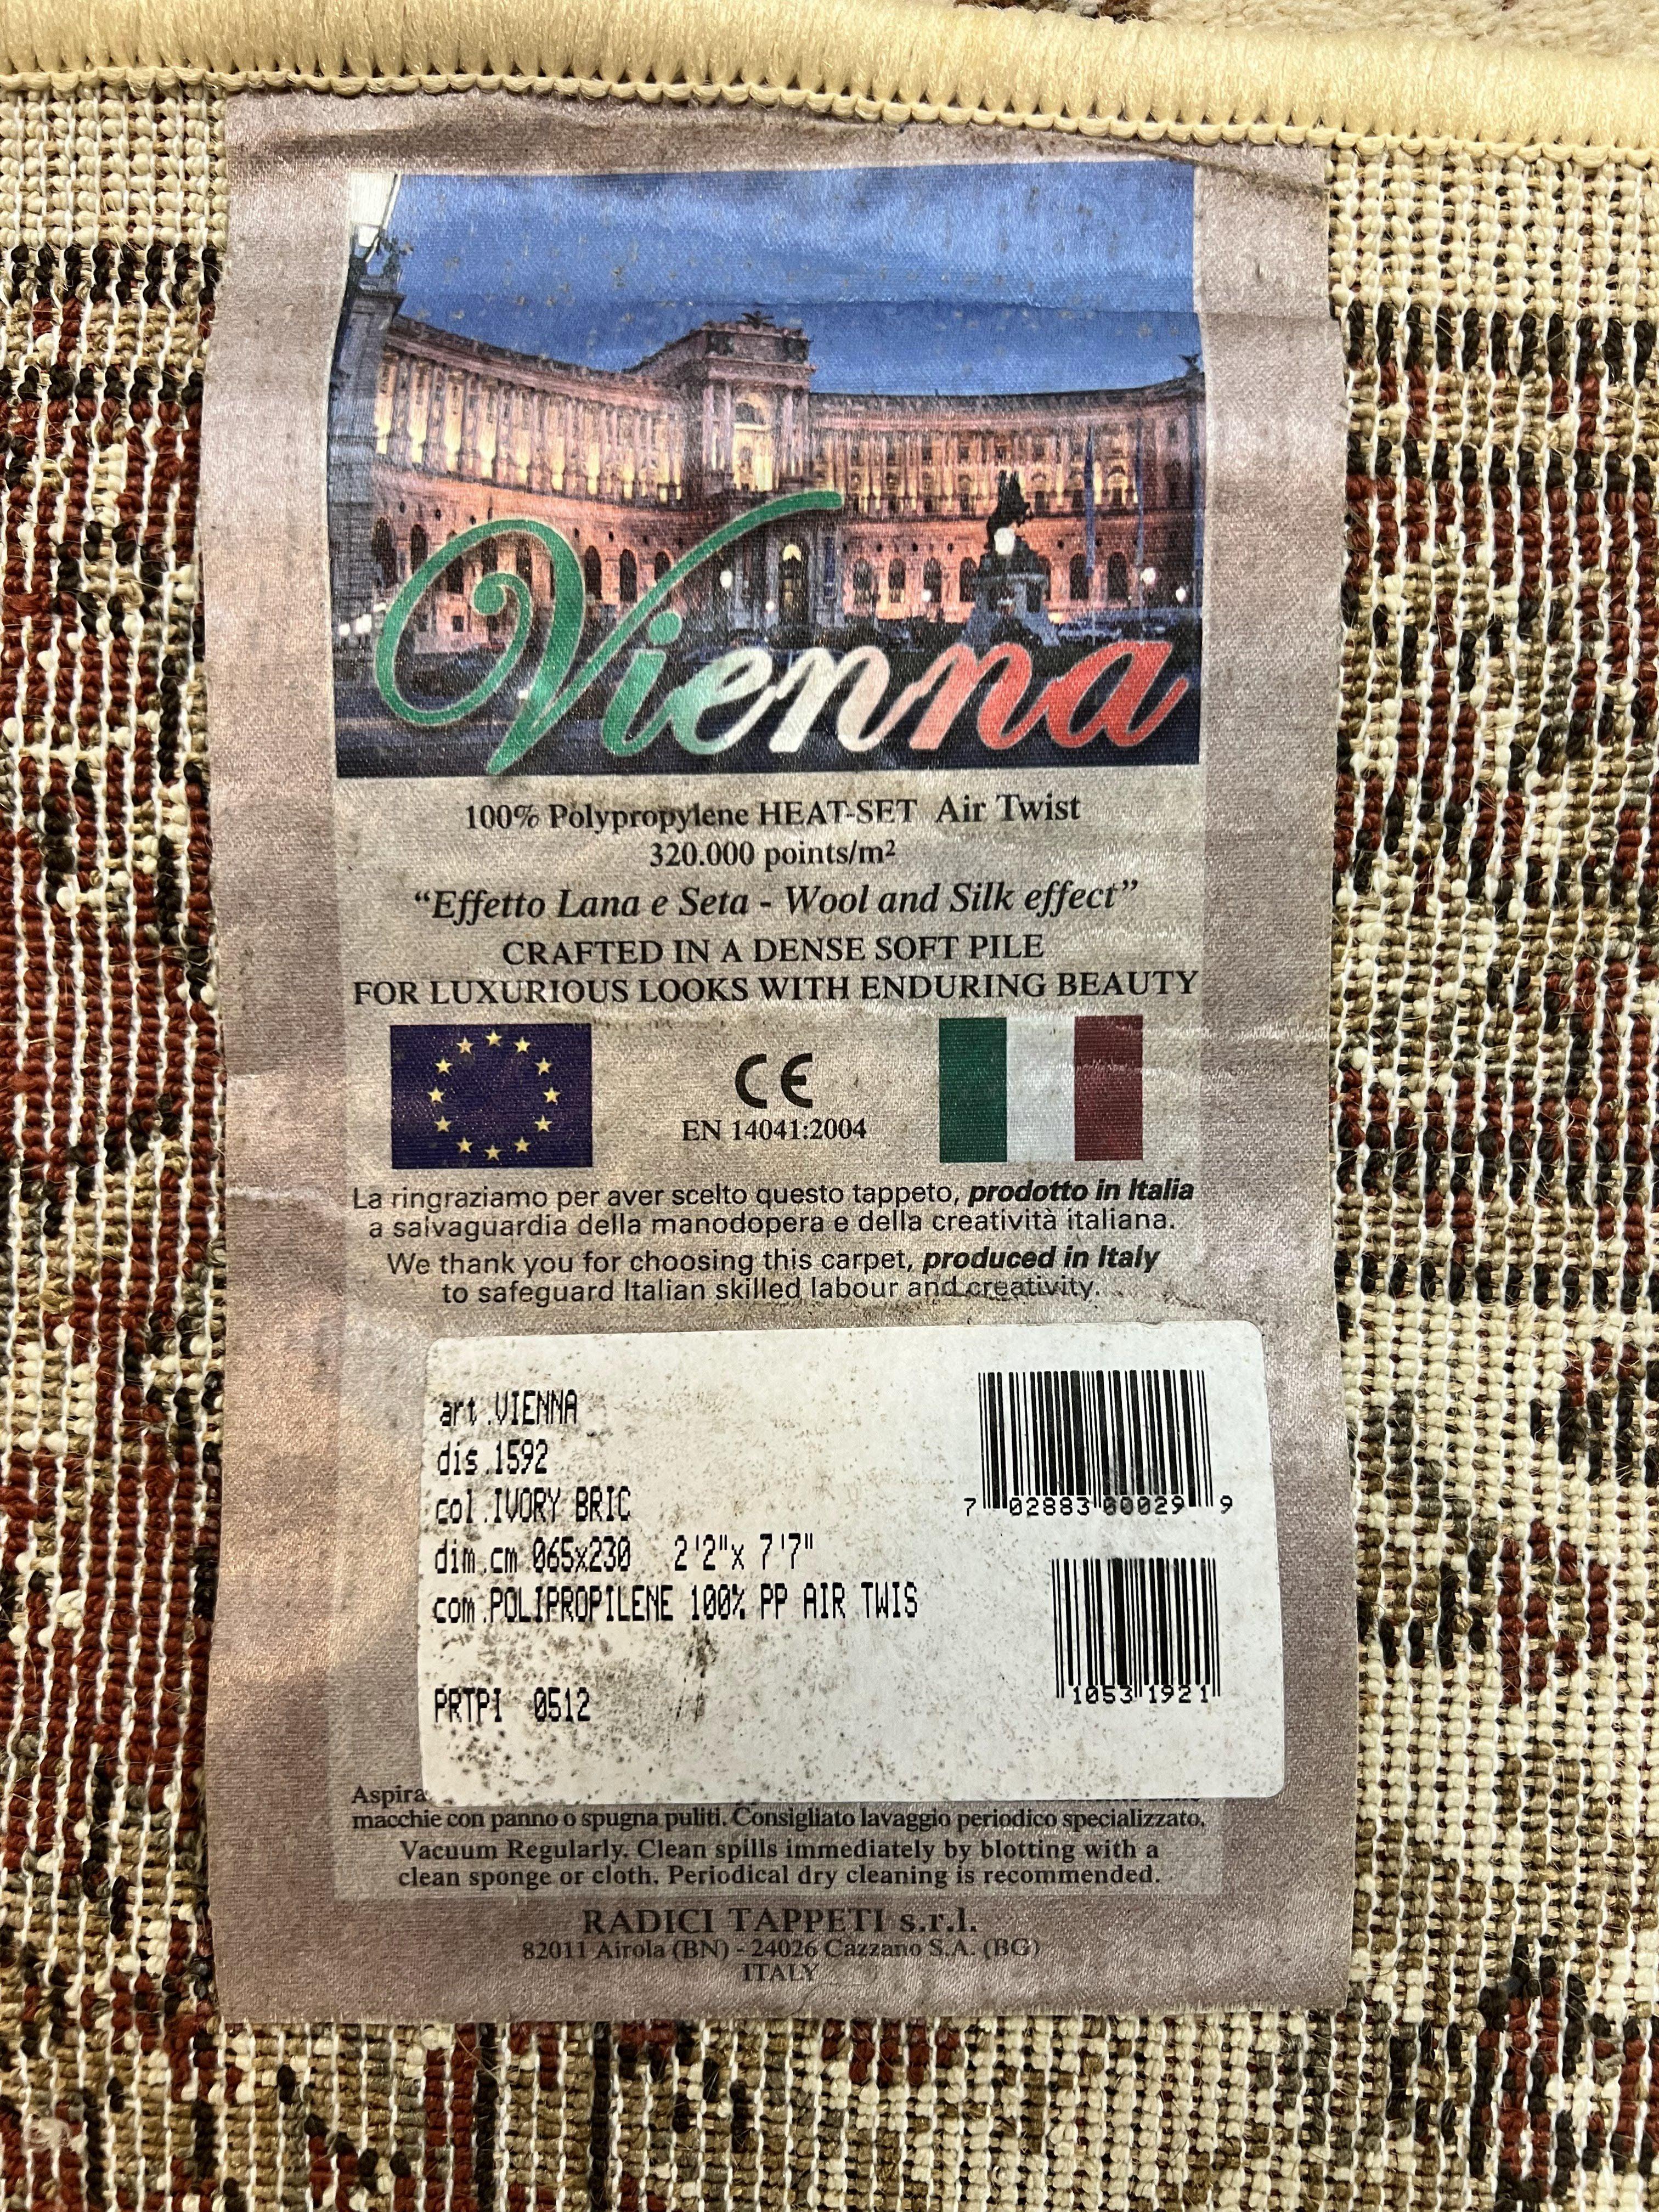 Vienna
100% Polypropylene HEAT-SET Air Twist
320.000 points/m²
“Effetto Lana e Seta - Wool and Silk effect”
CRAFTED IN A DENSE SOFT PILE
FOR LUXURIOUS LOOKS WITH ENDURING BEAUTY
CE
EN 14041:2004
La ringraziamo per aver scelto questo tappeto, prodotto in Italia
a salvaguardia della manodopera e della creatività italiana.
We thank you for choosing this carpet, produced in Italy
to safeguard Italian skilled labour and creativity.
art.VIENNA
dis.1592
col.IVORY BRIC
dim.cm 065x230 2'2"x 7'7"
com.POLIPROPILENE 100% PP AIR TWIS
PRTPI 0512
7 02883 00029 9
10531921
Aspira
macchie con panno o spugna puliti. Consigliato lavaggio periodico specializzato.
Vacuum Regularly. Clean spills immediately by blotting with a
clean sponge or cloth. Periodical dry cleaning is recommended.
RADICI TAPPETI s.r.l.
82011 Airola (BN) - 24026 Cazzano S.A. (BG)
ITALY